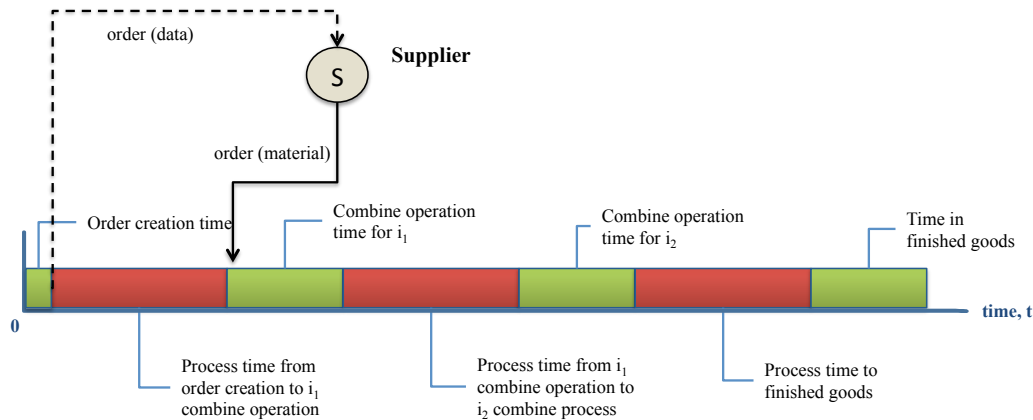 order (data)
Supplier
S
order (material)
Order creation time
Combine operation
time for i₁
Combine operation
time for i₂
Time in
finished goods
0
time, t
Process time from
order creation to i₁
combine operation
Process time from i₁
combine operation to
i₂ combine process
Process time to
finished goods